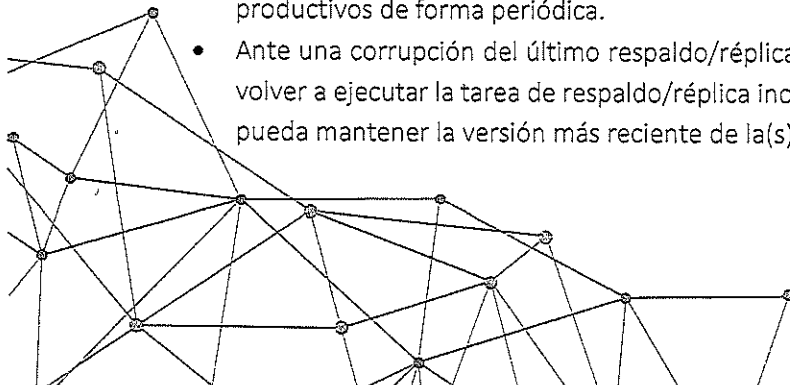 productivos de forma periódica.
• Ante una corrupción del último respaldo/réplica
volver a ejecutar la tarea de respaldo/réplica inc
pueda mantener la versión más reciente de la(s)